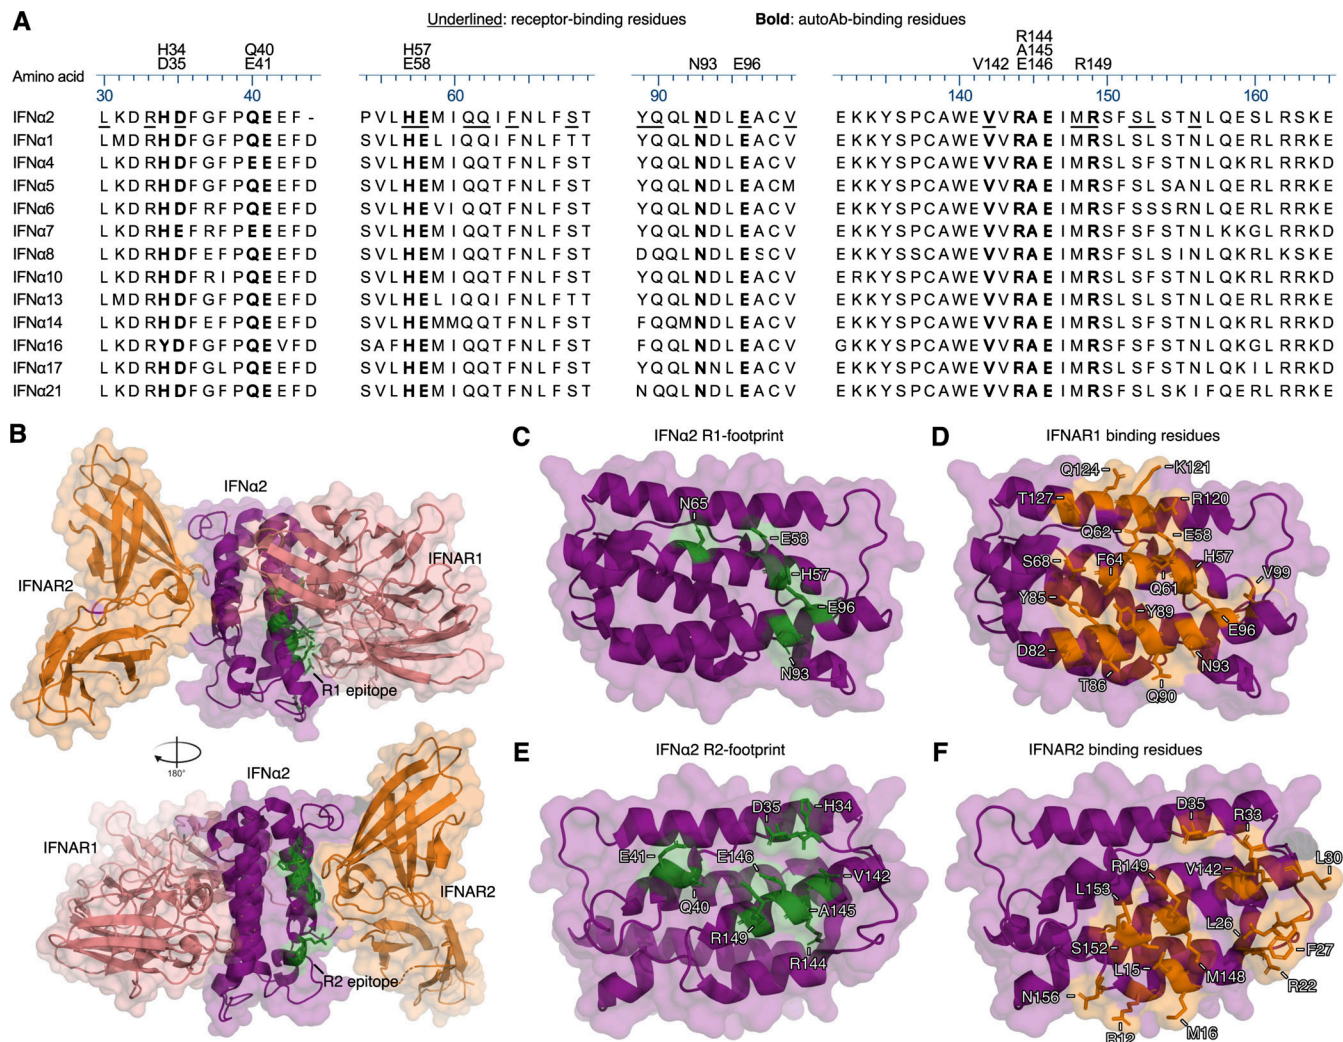 A
Underlined: receptor-binding residues
Bold: autoAb-binding residues
H34 Q40 H57 R144
D35 E41 E58 N93 E96 V142 A145 R149
E146
Amino acid
30 40 60 90 140 150 160
IFNα2 LKDRHDFGFPQEEF- PVLHEMIQQIFNLFST YQQLNDLEACV EKKYSPCAWEVVRAEIMRSFSLSTNLQESLRSKE
IFNα1 LMDRHDFGFPQEEFD SVLHELIQQIFNLFTT YQQLNDLEACV EKKYSPCAWEVVRAEIMRSLSLSTNLQERLRRKE
IFNα4 LKDRHDFGFPEEEFD SVLHEMIQQTFNLFST YQQLNDLEACV EKKYSPCAWEVVRAEIMRSLSFSTNLQKRLRRKD
IFNα5 LKDRHDFGFPQEEFD SVLHEMIQQTFNLFST YQQLNDLEACM EKKYSPCAWEVVRAEIMRSFSLSANLQERLRRKE
IFNα6 LKDRHDFRFPQEEFD SVLHEVIQQTFNLFST YQQLNDLEACV EKKYSPCAWEVVRAEIMRSFSSSRNLQERLRRKE
IFNα7 LKDRHEFRFPEEEFD SVLHEMIQQTFNLFST YQQLNDLEACV EKKYSPCAWEVVRAEIMRSFSFSTNLKKGLRRKD
IFNα8 LKDRHDFEFPQEEFD SVLHEMIQQTFNLFST DQQLNDLESCV EKKYSPCAWEVVRAEIMRSFSLSINLQKRLKSKE
IFNα10 LKDRHDFRIPQEEFD SVLHEMIQQTFNLFST YQQLNDLEACV ERKYSPCAWEVVRAEIMRSLSFSTNLQKRLRRKD
IFNα13 LMDRHDFGFPQEEFD SVLHELIQQIFNLFTT YQQLNDLEACV EKKYSPCAWEVVRAEIMRSLSLSTNLQERLRRKE
IFNα14 LKDRHDFEFPQEEFD SVLHEMMQQTFNLFST FQQMNDLEACV EKKYSPCAWEVVRAEIMRSLSFSTNLQKRLRRKD
IFNα16 LKDRYDFGFPQEVFD SAFHEMIQQTFNLFST FQQLNDLEACV GKKYSPCAWEVVRAEIMRSFSFSTNLQKGLRRKD
IFNα17 LKDRHDFGLPQEEFD SVLHEMIQQTFNLFST YQQLNNLEACV EKKYSPCAWEVVRAEIMRSLSFSTNLQKILRRKD
IFNα21 LKDRHDFGFPQEEFD SVLHEMIQQTFNLFST NQQLNDLEACV EKKYSPCAWEVVRAEIMRSFSLSKIFQERLRRKE
B
IFNα2
IFNAR1
IFNAR2
R1 epitope
180°
IFNα2
IFNAR1
IFNAR2
R2 epitope
C
IFNα2 R1-footprint
N65
E58
H57
E96
N93
D
IFNAR1 binding residues
Q124
K121
T127
R120
Q62
E58
S68
F64
H57
V99
Q61
Y85
Y89
E96
D82
N93
T86
Q90
E
IFNα2 R2-footprint
D35
H34
E41
E146
V142
Q40
A145
R149
R144
F
IFNAR2 binding residues
D35
R33
L30
R149
V142
L153
L26
S152
F27
L15
M148
R22
N156
R12
M16